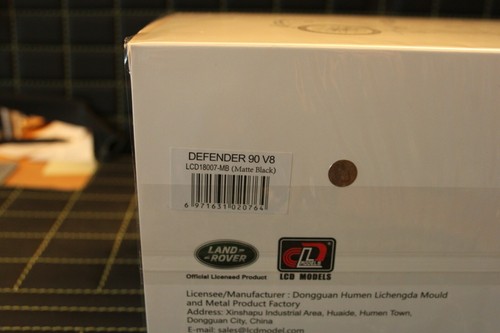 DEFENDER 90 V8
LCD18007-MB (Matte Black)
6 971631 020764
LAND-
-ROVER
Official Licensed Product
LCD MODELS
Licensee/Manufacturer : Dongguan Humen Lichengda Mould
and Metal Product Factory
Address: Xinshapu Industrial Area, Huaide, Humen Town,
Dongguan City, China
E-mail: sales@lcdmodel.com